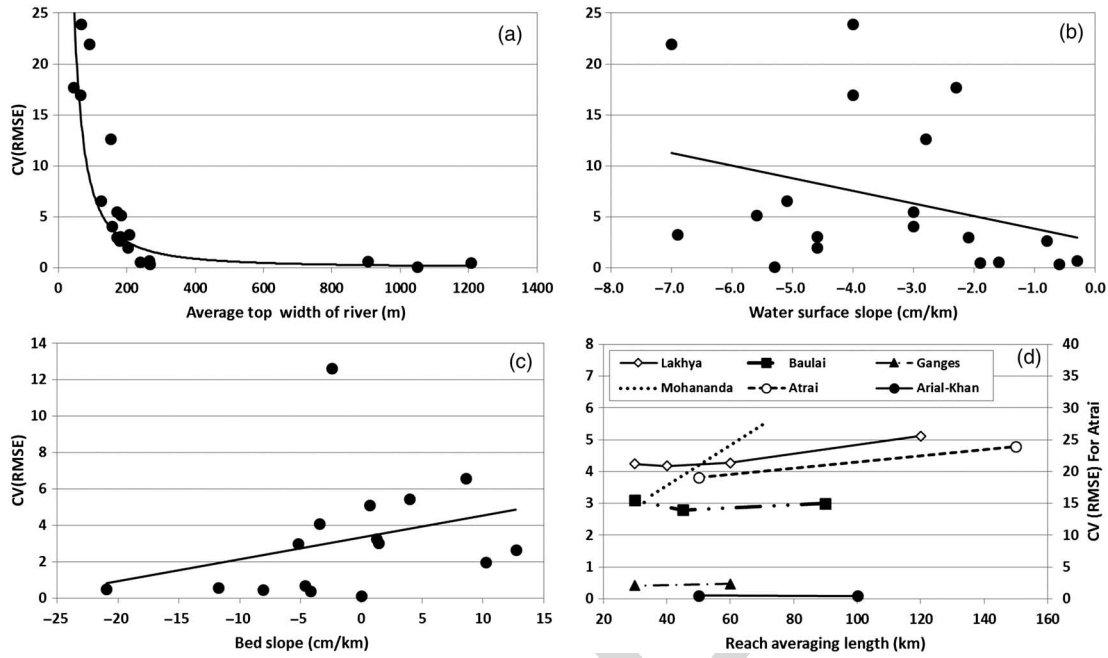 25
20
15
10
5
0
CV(RMSE)
(a)
0 200 400 600 800 1000 1200 1400
Average top width of river (m)
25
20
15
10
5
0
(b)
−8.0 −7.0 −6.0 −5.0 −4.0 −3.0 −2.0 −1.0 0.0
Water surface slope (cm/km)
14
12
10
8
6
4
2
0
CV(RMSE)
(c)
−25 −20 −15 −10 −5 0 5 10 15
Bed slope (cm/km)
8
7
6
5
4
3
2
1
0
(d)
Lakhya Baulai Ganges
Mohananda Atrai Arial-Khan
40
35
30
25
20
15
10
5
0
CV (RMSE) For Atrai
20 40 60 80 100 120 140 160
Reach averaging length (km)